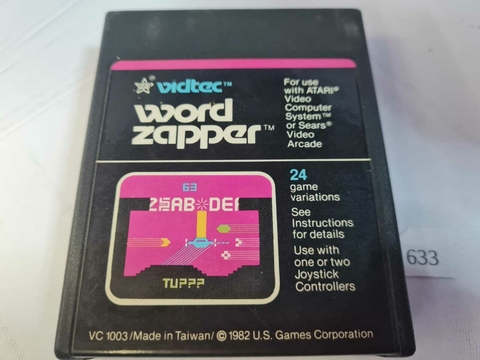 vidtec™
word
zapper™
For use
with ATARI®
Video
Computer
System™
or Sears®
Video
Arcade
63
ABDEF
TU???
24
game
variations
See
Instructions
for details
Use with
one or two
Joystick
Controllers
633
VC 1003/Made in Taiwan/© 1982 U.S. Games Corporation